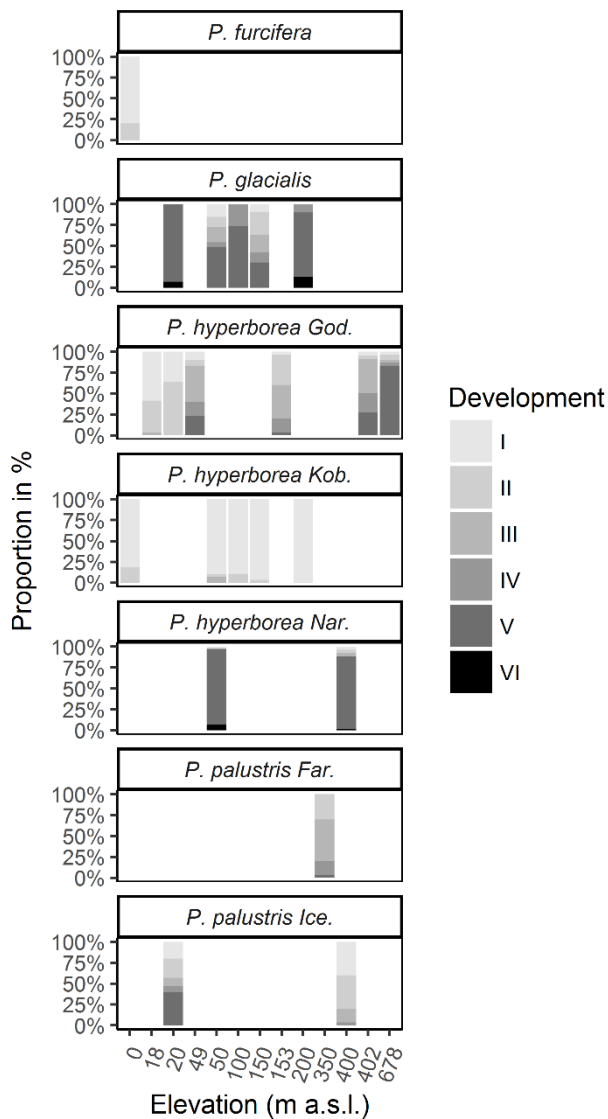 P. furcifera
100%
75%
50%
25%
0%
P. glacialis
100%
75%
50%
25%
0%
P. hyperborea God.
100%
75%
50%
25%
0%
P. hyperborea Kob.
100%
75%
50%
25%
0%
P. hyperborea Nar.
100%
75%
50%
25%
0%
P. palustris Far.
100%
75%
50%
25%
0%
P. palustris Ice.
100%
75%
50%
25%
0%
0 18 20 49 50 100 150 153 200 350 400 402 678
Elevation (m a.s.l.)
Proportion in %
Development
I
II
III
IV
V
VI